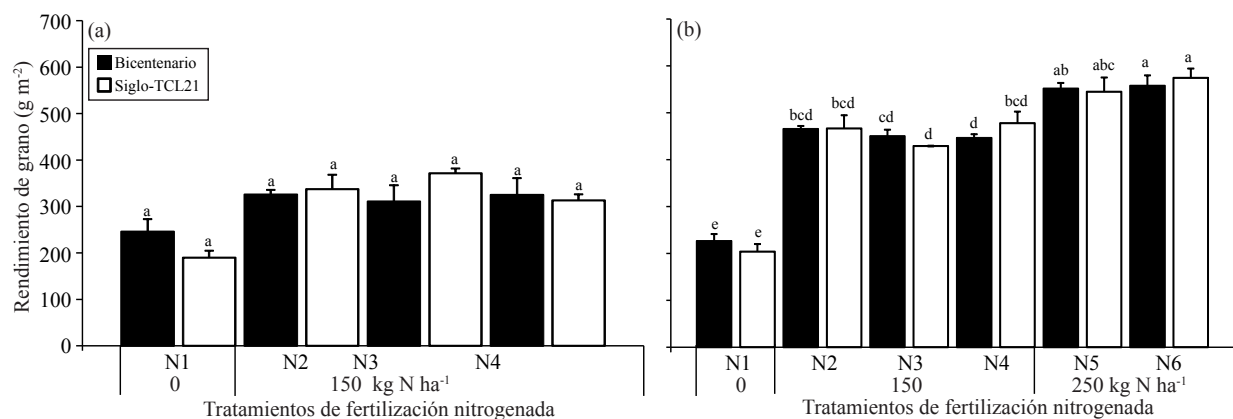 (a)
Bicentenario
Siglo-TCL21
Rendimiento de grano (g m⁻²)
700
600
500
400
300
200
100
0
a a a a a a a a
N1 N2 N3 N4
0 150 kg N ha⁻¹
Tratamientos de fertilización nitrogenada
(b)
e e bcd bcd cd d d bcd ab abc a a
N1 N2 N3 N4 N5 N6
0 150 250 kg N ha⁻¹
Tratamientos de fertilización nitrogenada